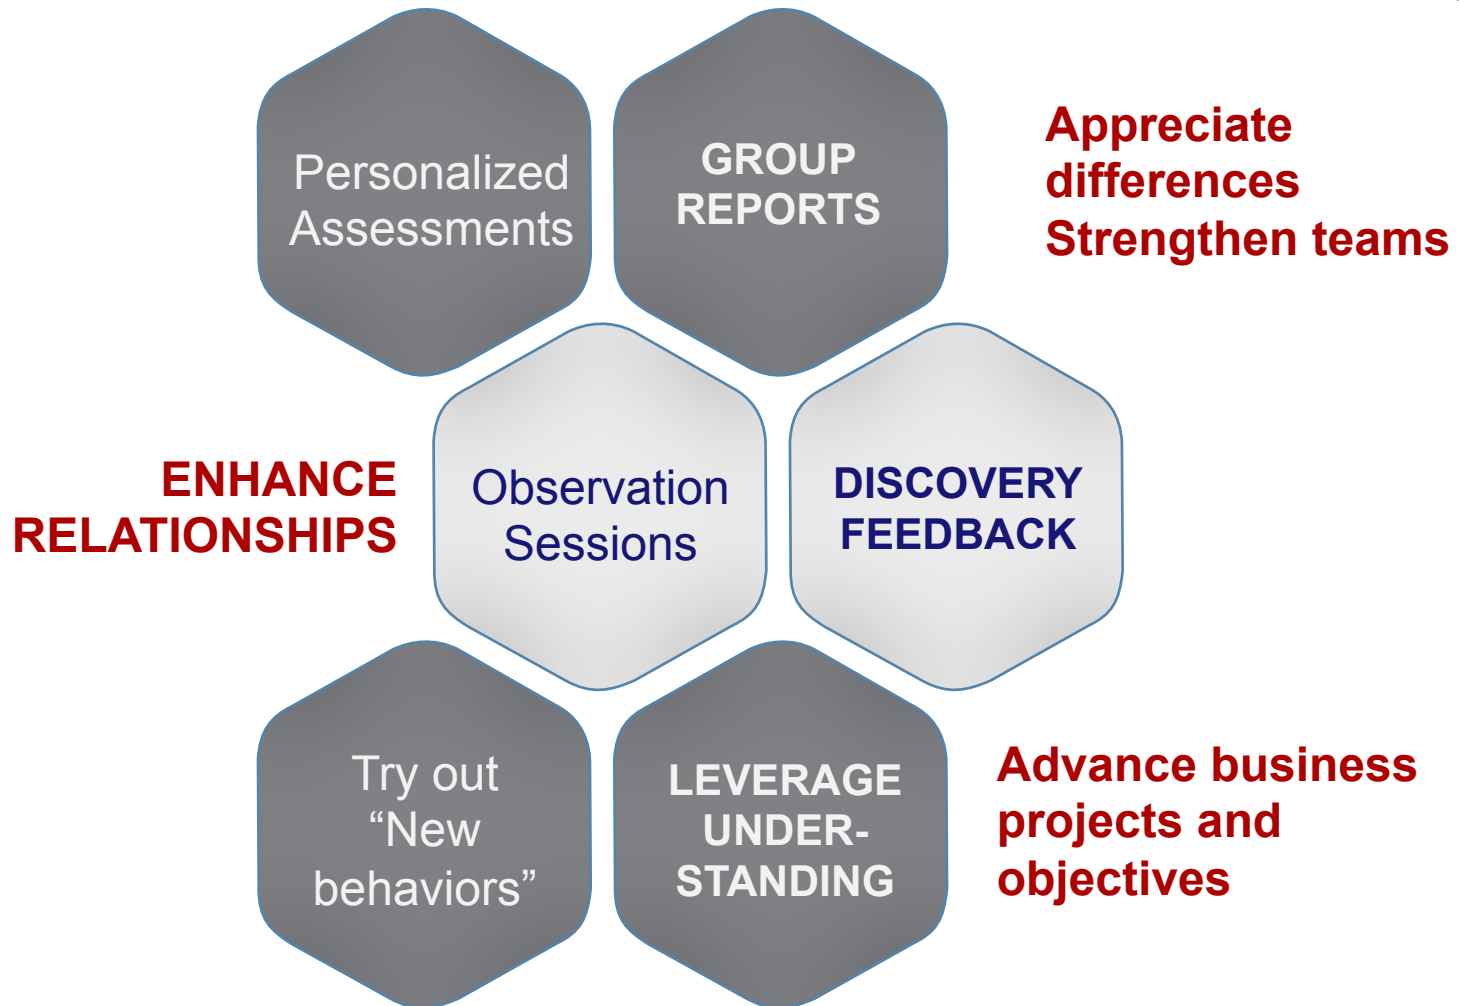 Personalized
Assessments
GROUP
REPORTS
Appreciate
differences
Strengthen teams
ENHANCE
RELATIONSHIPS
Observation
Sessions
DISCOVERY
FEEDBACK
Try out
“New
behaviors”
LEVERAGE
UNDER-
STANDING
Advance business
projects and
objectives